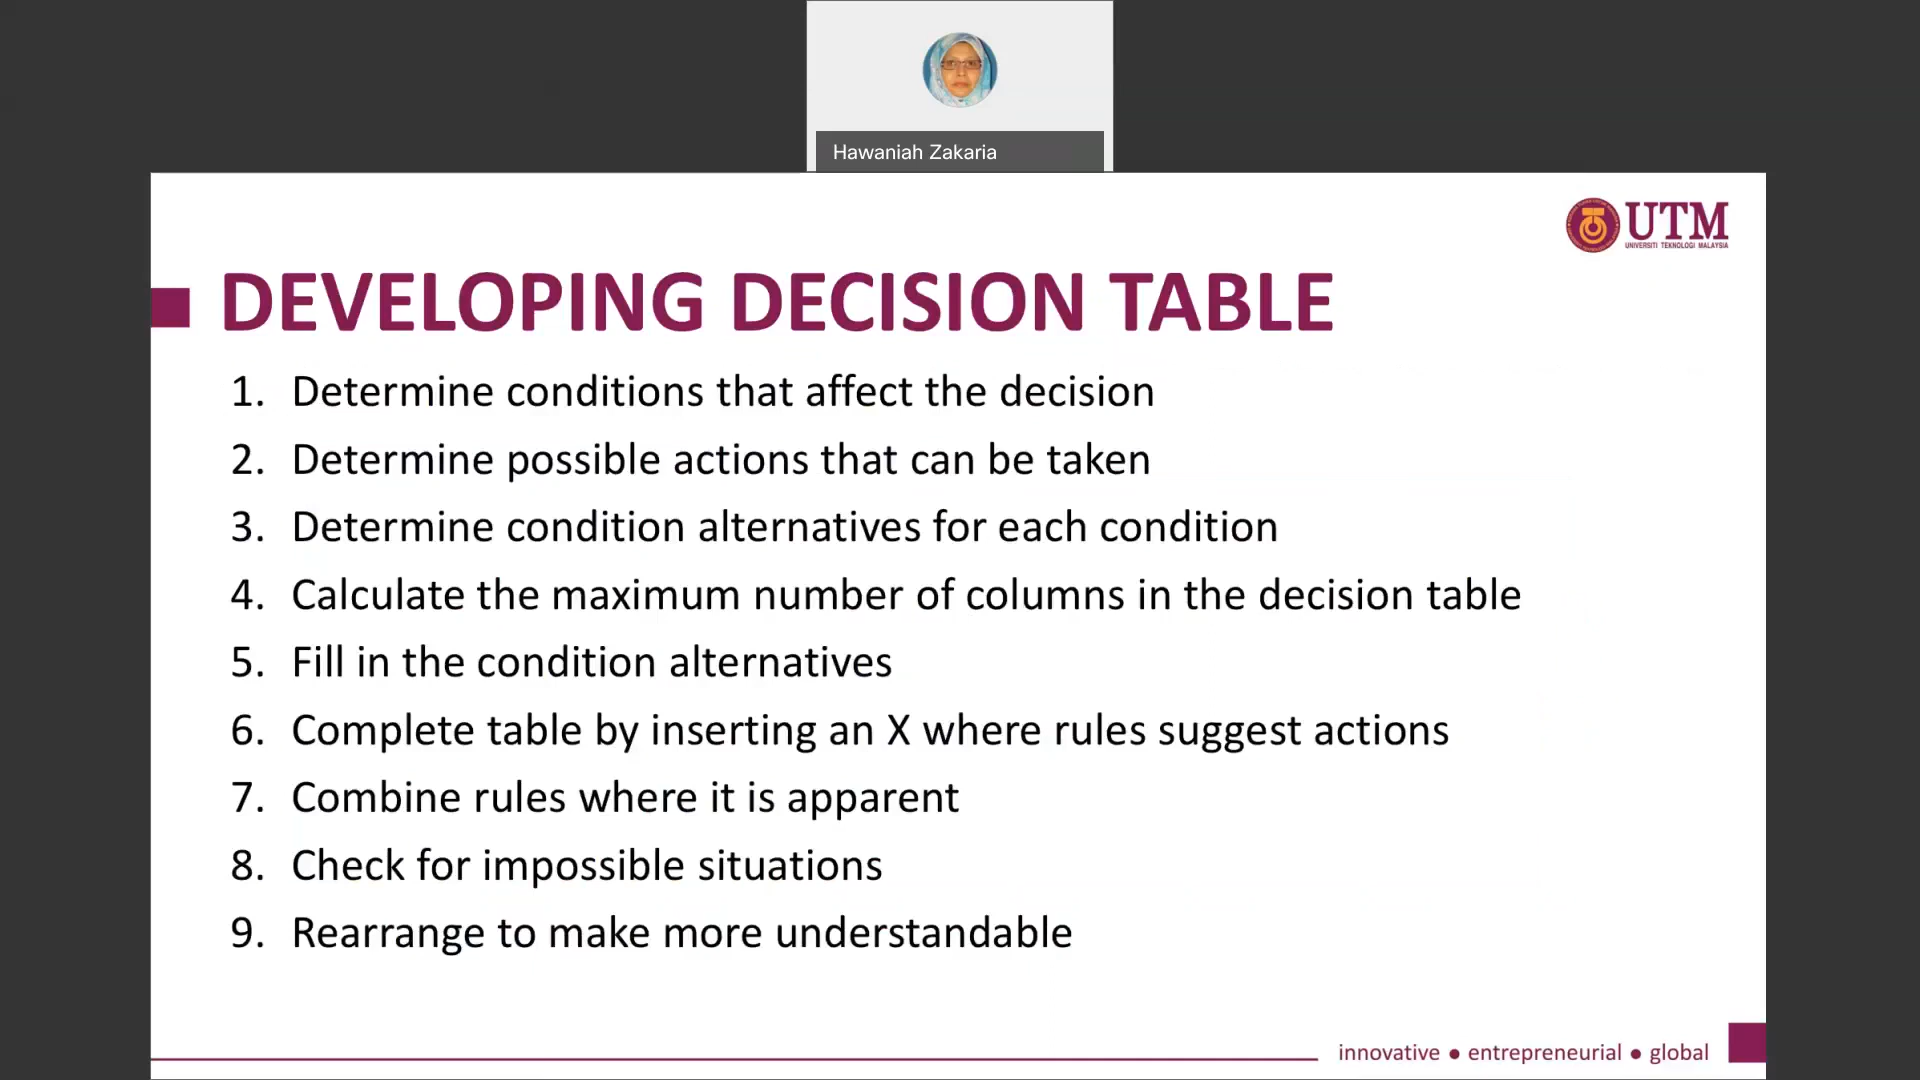 Hawaniah Zakaria
UTM
UNIVERSITI TEKNOLOGI MALAYSIA
DEVELOPING DECISION TABLE
1. Determine conditions that affect the decision
2. Determine possible actions that can be taken
3. Determine condition alternatives for each condition
4. Calculate the maximum number of columns in the decision table
5. Fill in the condition alternatives
6. Complete table by inserting an X where rules suggest actions
7. Combine rules where it is apparent
8. Check for impossible situations
9. Rearrange to make more understandable
innovative ● entrepreneurial ● global